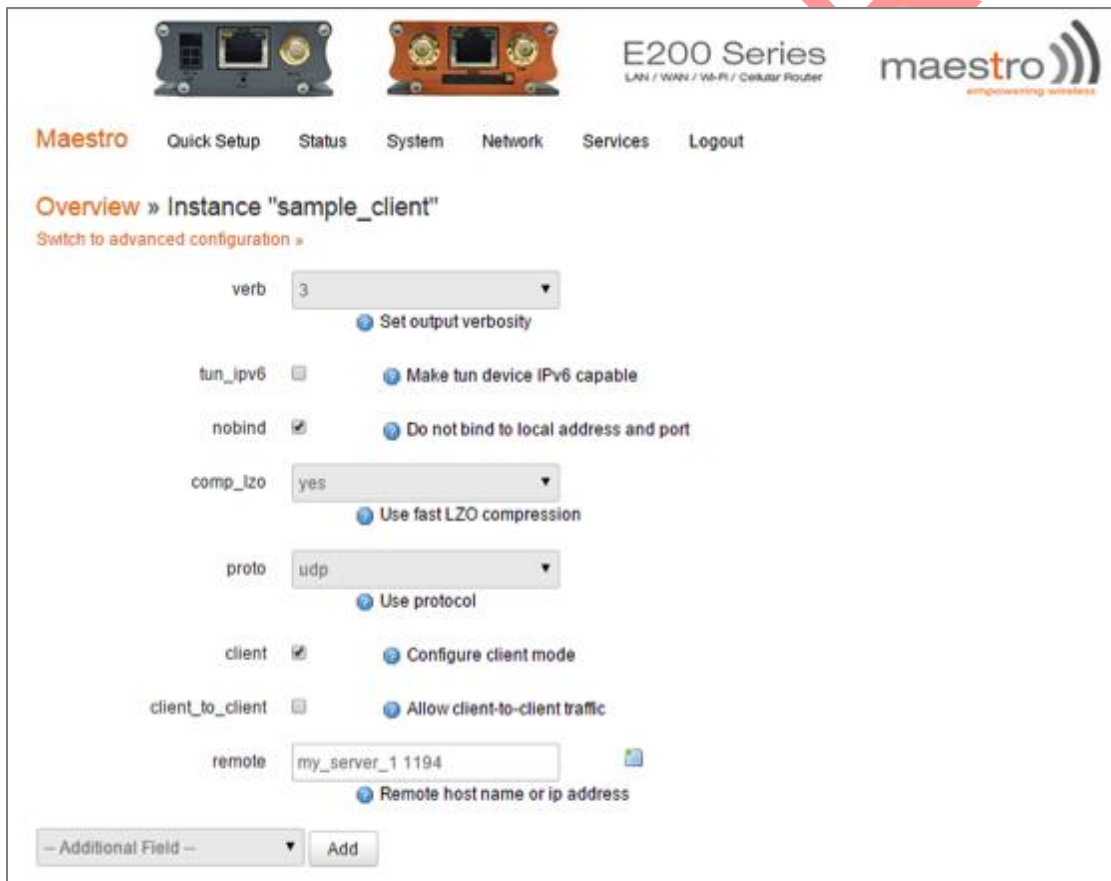 E200 Series
LAN / WAN / Wi-Fi / Cellular Router
maestro
empowering wireless
Maestro Quick Setup Status System Network Services Logout
Overview » Instance "sample_client"
Switch to advanced configuration »
verb 3
Set output verbosity
tun_ipv6 Make tun device IPv6 capable
nobind Do not bind to local address and port
comp_lzo yes
Use fast LZO compression
proto udp
Use protocol
client Configure client mode
client_to_client Allow client-to-client traffic
remote my_server_1 1194
Remote host name or ip address
-- Additional Field -- Add